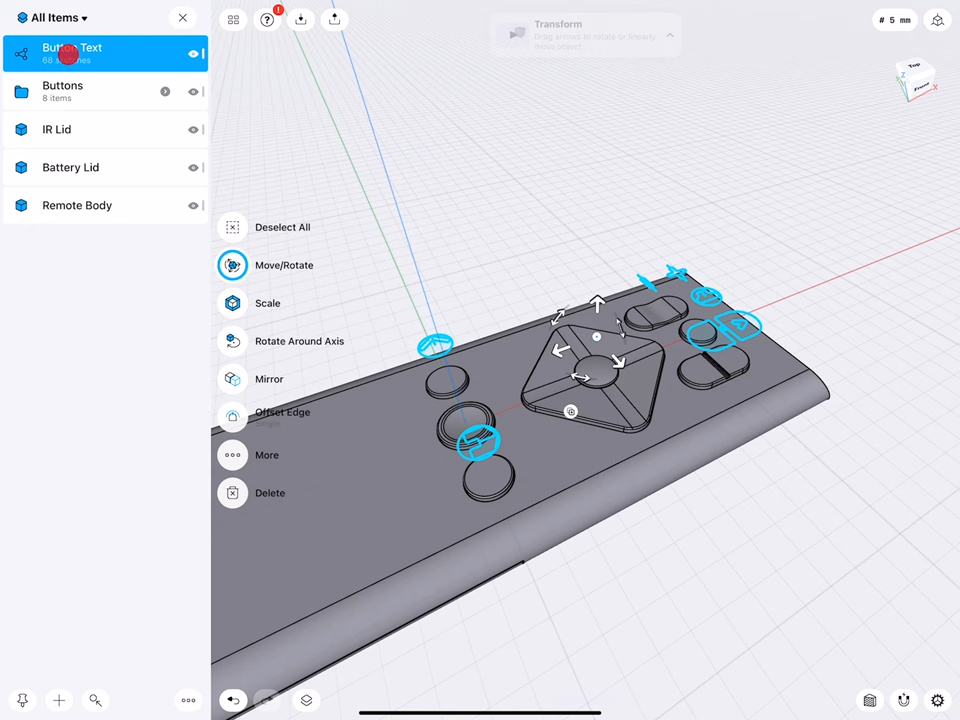 All Items ▾
Button Text
68 sketches
Buttons
8 items
IR Lid
Battery Lid
Remote Body
Transform
Drag arrows to rotate or linearly
move object
# 5 mm
Top
Front
Z
Y
X
Deselect All
Move/Rotate
Scale
Rotate Around Axis
Mirror
Offset Edge
Single
More
Delete